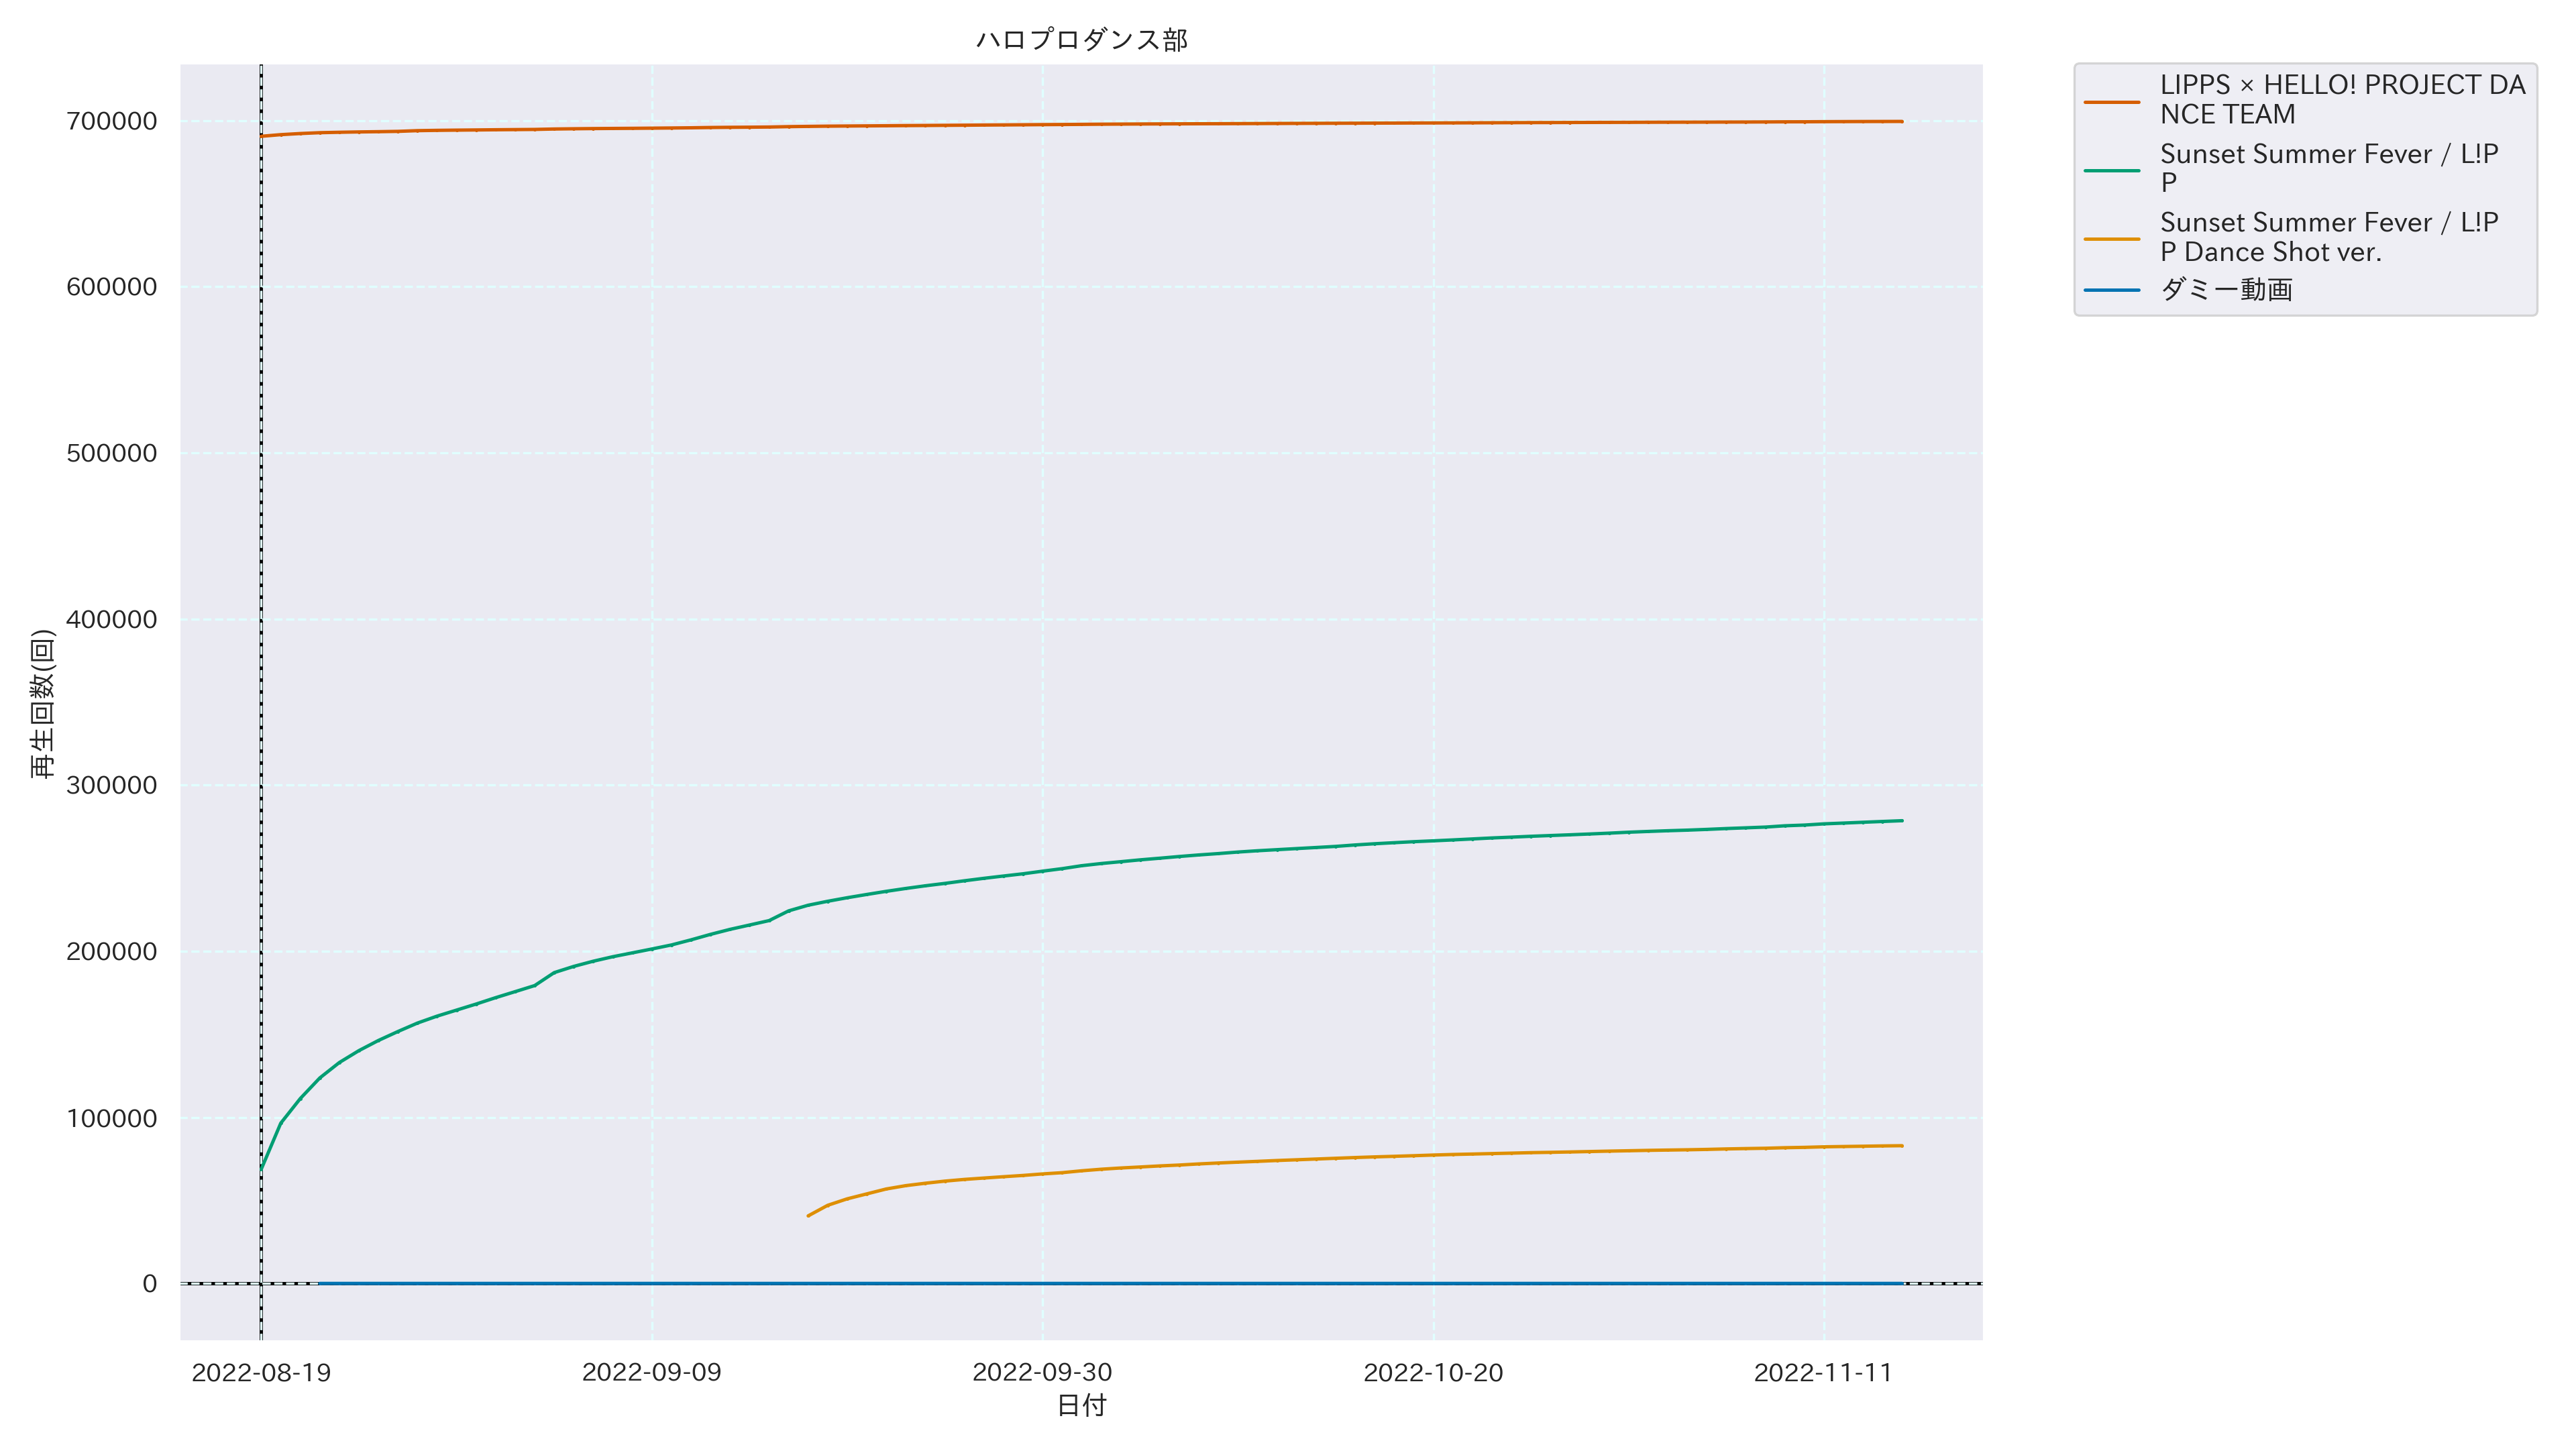 ハロプロダンス部
700000
600000
500000
400000
300000
200000
100000
0
再生回数(回)
2022-08-19
2022-09-09
2022-09-30
2022-10-20
2022-11-11
日付
LIPPS × HELLO! PROJECT DA
NCE TEAM
Sunset Summer Fever / L!P
P
Sunset Summer Fever / L!P
P Dance Shot ver.
ダミー動画